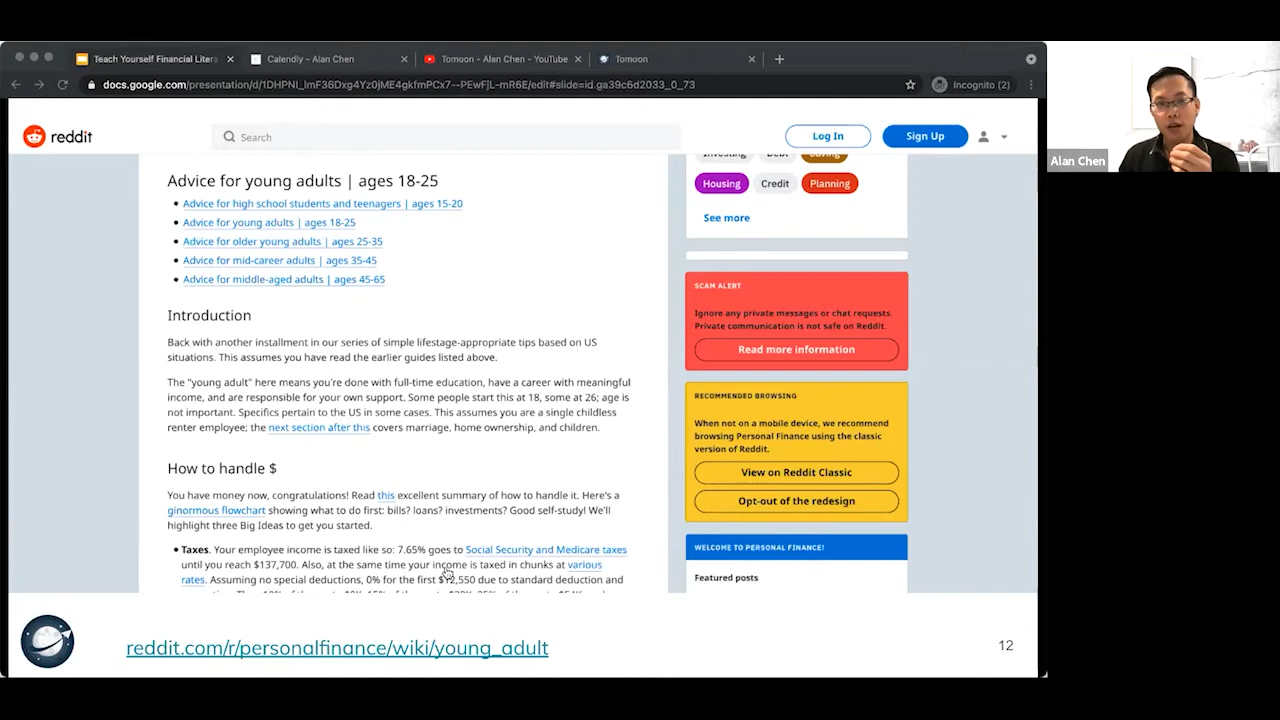 Teach Yourself Financial Litera
Calendly - Alan Chen
Tomoon - Alan Chen - YouTube
Tomoon
Incognito (2)
reddit
Search
Log In
Sign Up
Alan Chen
Advice for young adults | ages 18-25
Advice for high school students and teenagers | ages 15-20
Advice for young adults | ages 18-25
Advice for older young adults | ages 25-35
Advice for mid-career adults | ages 35-45
Advice for middle-aged adults | ages 45-65
Introduction
Back with another installment in our series of simple lifestage-appropriate tips based on US
situations. This assumes you have read the earlier guides listed above.
The "young adult" here means you're done with full-time education, have a career with meaningful
income, and are responsible for your own support. Some people start this at 18, some at 26; age
is not important. Specifics pertain to the US in some cases. This assumes you are a single childless
renter employee; the next section after this covers marriage, home ownership, and children.
How to handle $
You have money now, congratulations! Read this excellent summary of how to handle it. Here's a
ginormous flowchart showing what to do first: bills? loans? investments? Good self-study! We'll
highlight three Big Ideas to get you started.
Taxes. Your employee income is taxed like so: 7.65% goes to Social Security and Medicare taxes
until you reach $137,700. Also, at the same time your income is taxed in chunks at various
rates. Assuming no special deductions, 0% for the first due to standard deduction and
Investing Debt Saving
Housing Credit Planning
See more
SCAM ALERT
Ignore any private messages or chat requests.
Private communication is not safe on Reddit.
Read more information
RECOMMENDED BROWSING
When not on a mobile device, we recommend
browsing Personal Finance using the classic
version of Reddit.
View on Reddit Classic
Opt-out of the redesign
WELCOME TO PERSONAL FINANCE!
Featured posts
reddit.com/r/personalfinance/wiki/young_adult
12